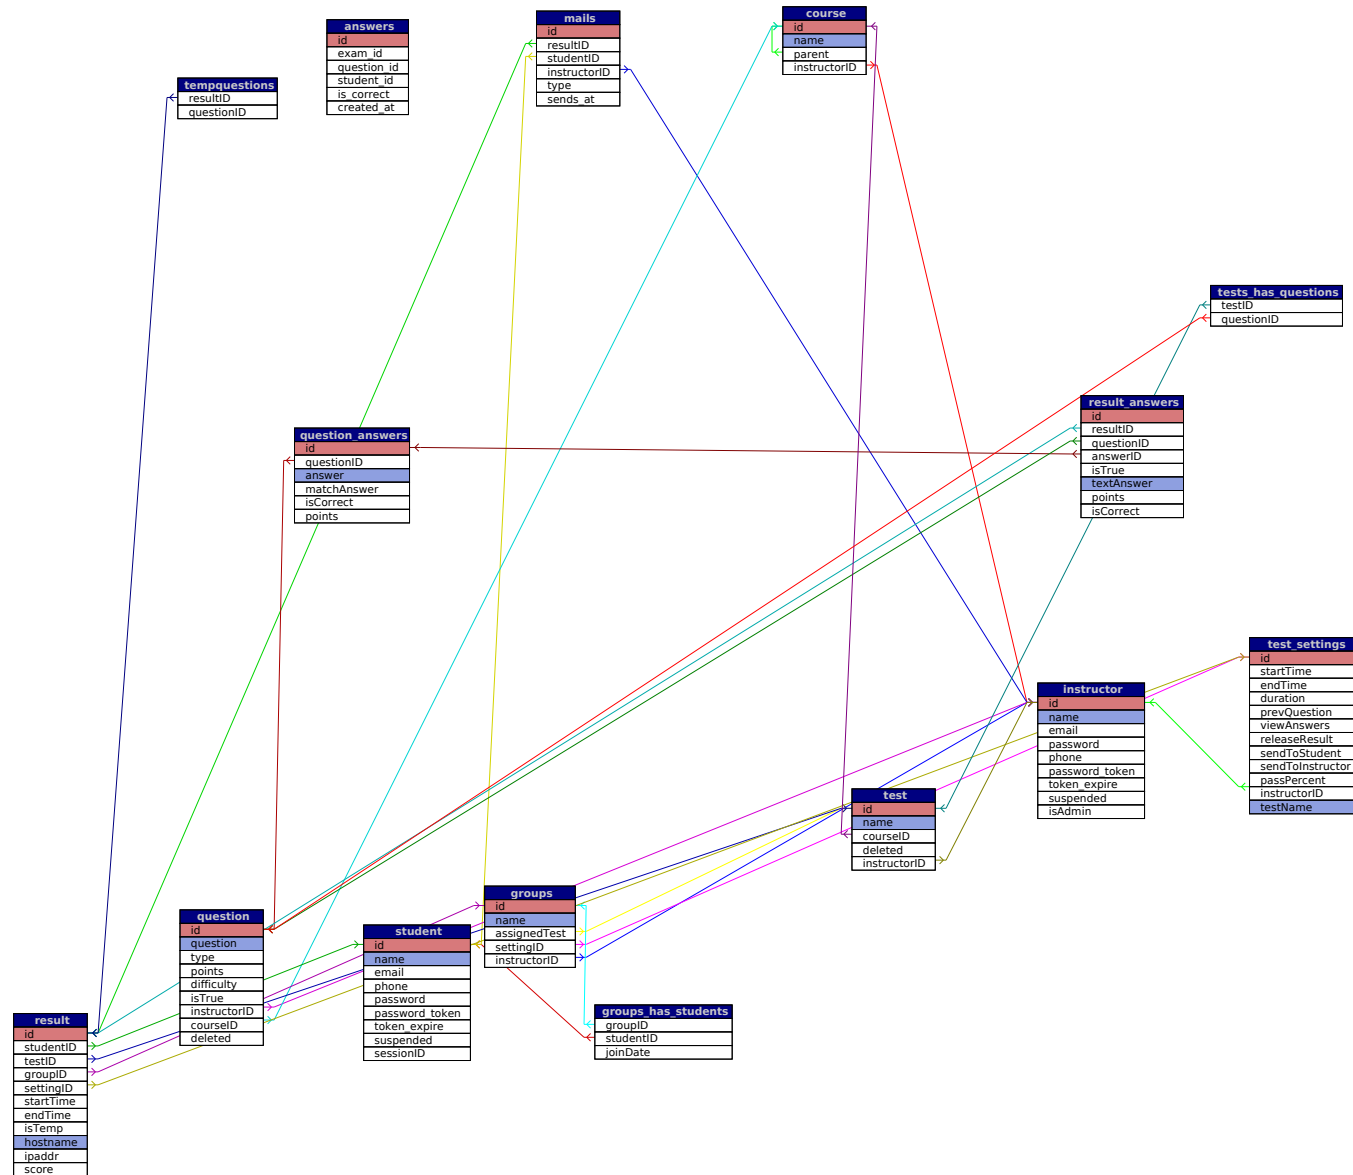 answers
id
exam_id
question_id
student_id
is_correct
created_at
mails
id
resultID
studentID
instructorID
type
sends_at
course
id
name
parent
instructorID
tempquestions
resultID
questionID
tests_has_questions
testID
questionID
question_answers
id
questionID
answer
matchAnswer
isCorrect
points
result_answers
id
resultID
questionID
answerID
isTrue
textAnswer
points
isCorrect
test_settings
id
startTime
endTime
duration
prevQuestion
viewAnswers
releaseResult
sendToStudent
sendToInstructor
passPercent
instructorID
testName
instructor
id
name
email
password
phone
password_token
token_expire
suspended
isAdmin
test
id
name
courseID
deleted
instructorID
groups
id
name
assignedTest
settingID
instructorID
question
id
question
type
points
difficulty
isTrue
instructorID
courseID
deleted
student
id
name
email
phone
password
password_token
token_expire
suspended
sessionID
groups_has_students
groupID
studentID
joinDate
result
id
studentID
testID
groupID
settingID
startTime
endTime
isTemp
hostname
ipaddr
score